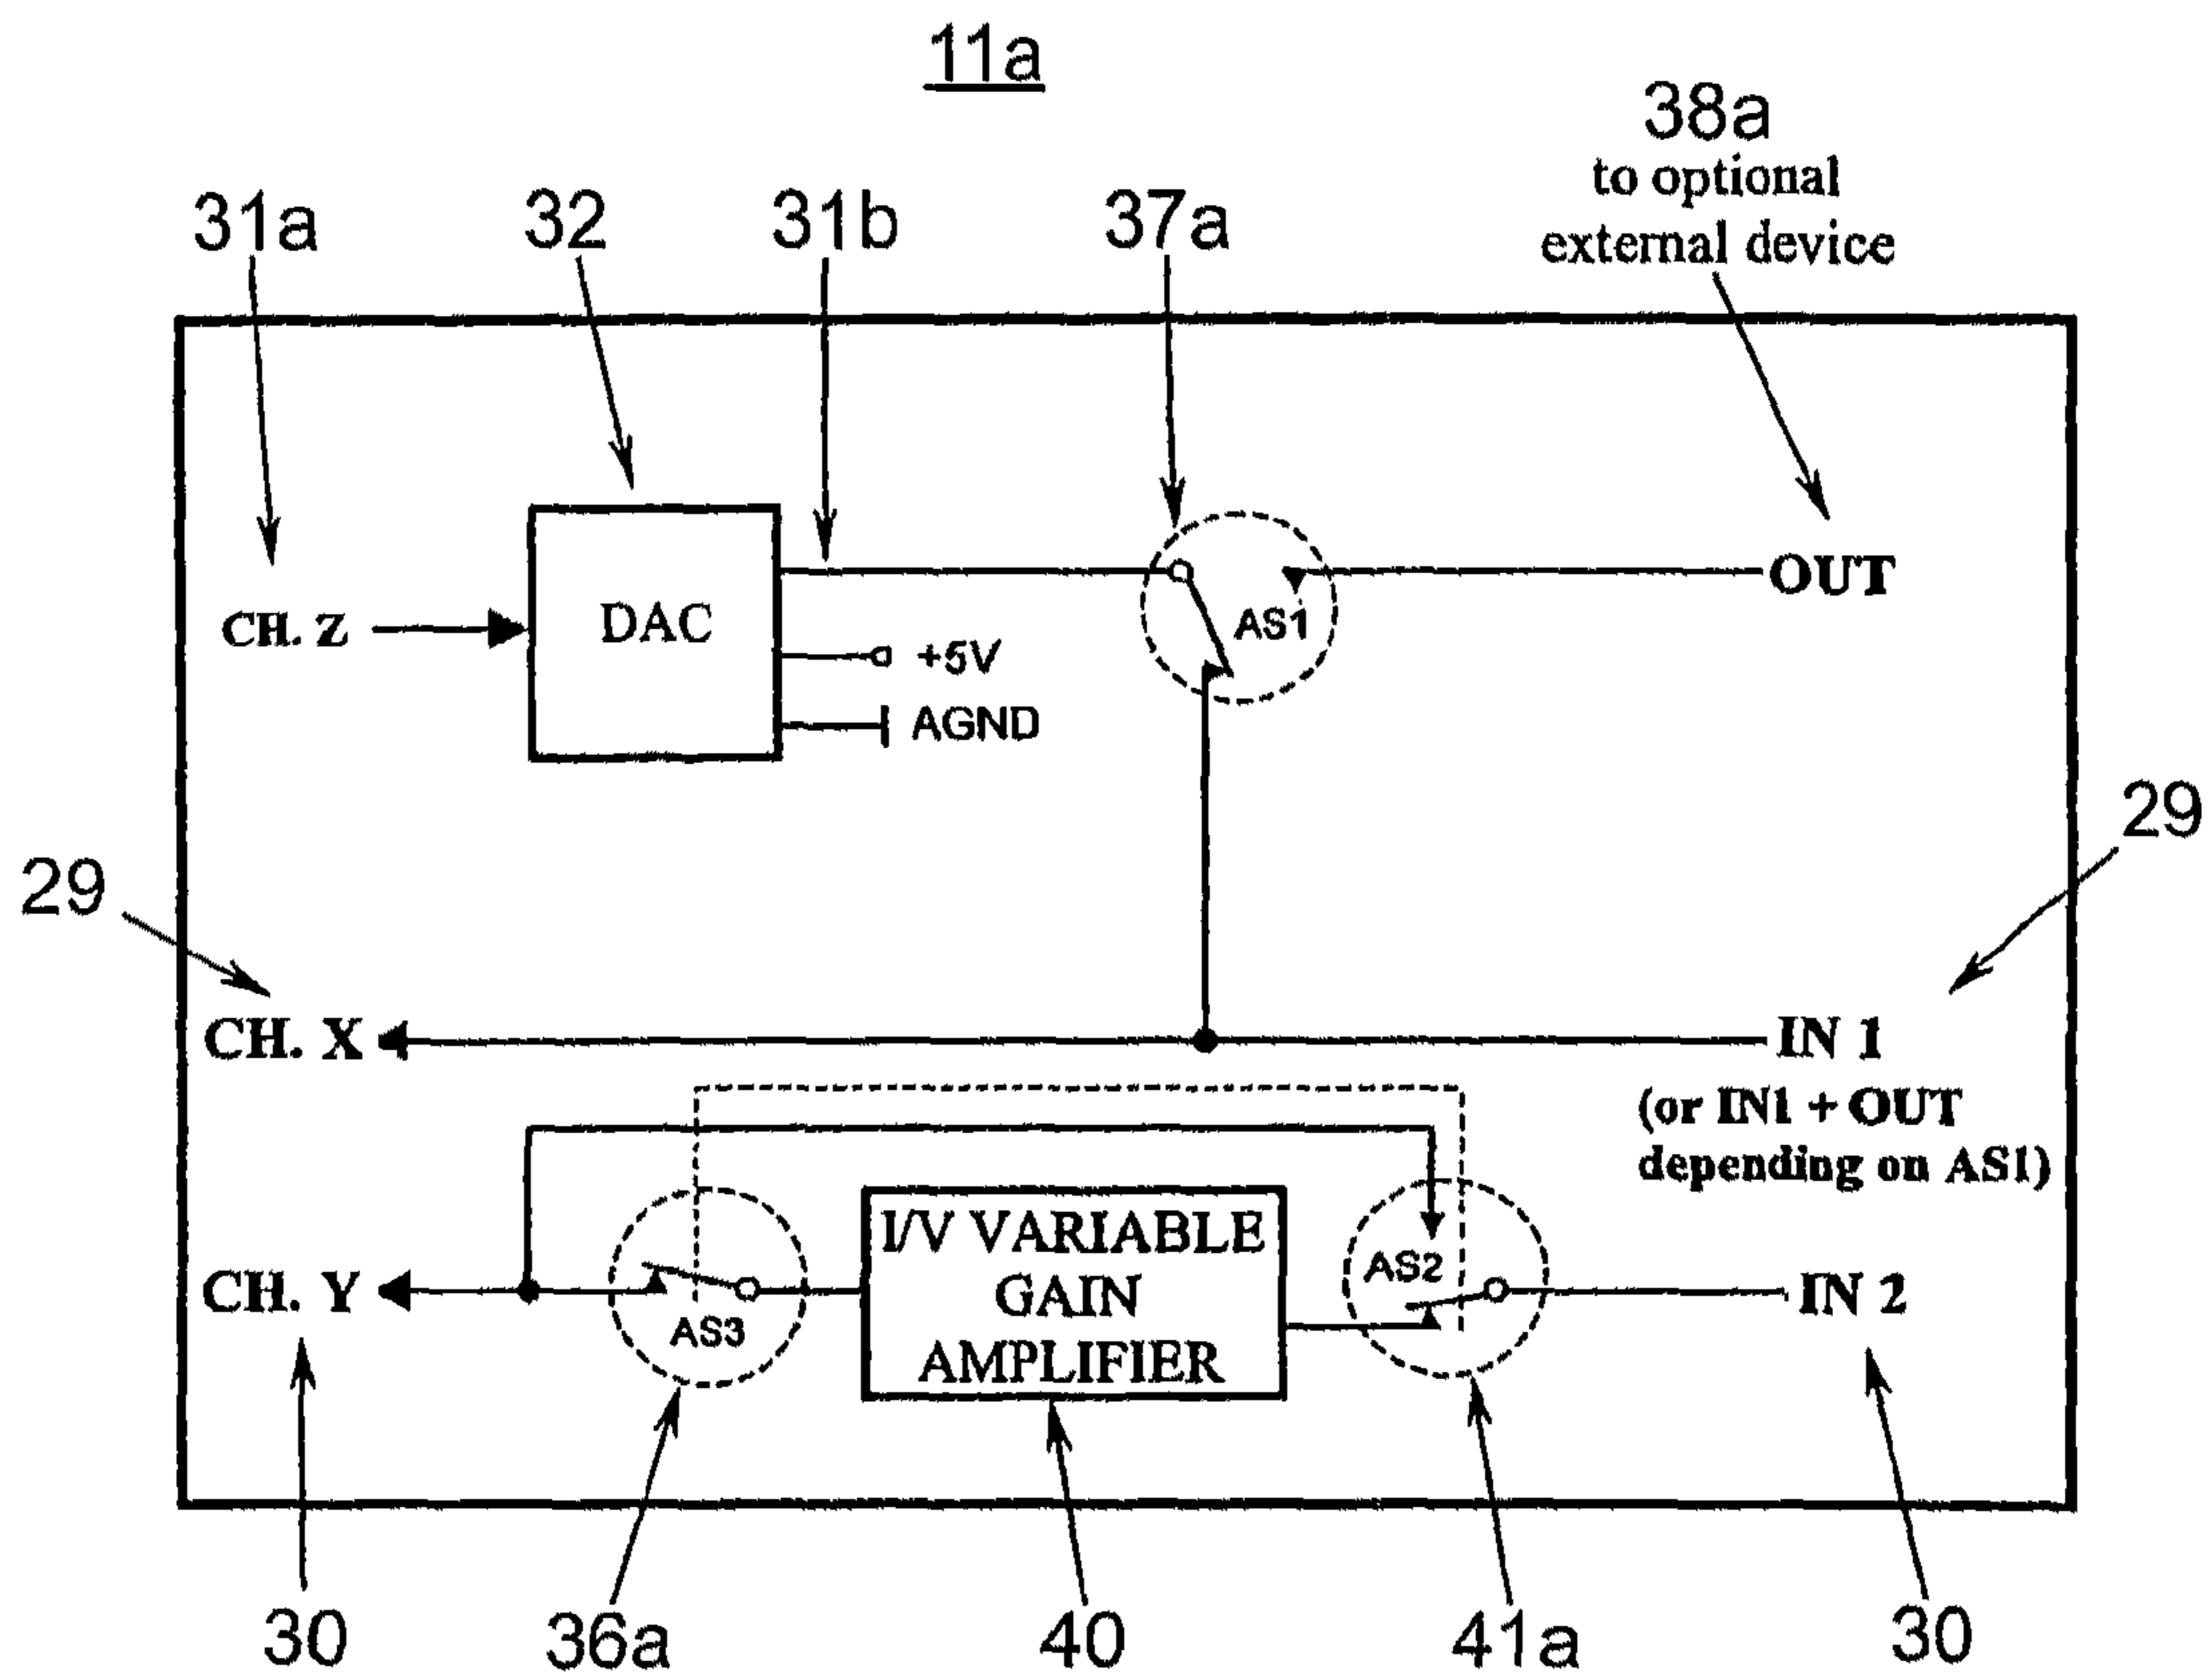 11a
38a
to optional
external device
31a
32
31b
37a
CH. Z
DAC
+5V
AGND
AS1
OUT
29
29
CH. X
IN 1
(or IN1 + OUT
depending on AS1)
CH. Y
AS3
I/V VARIABLE
GAIN
AMPLIFIER
AS2
IN 2
30
36a
40
41a
30